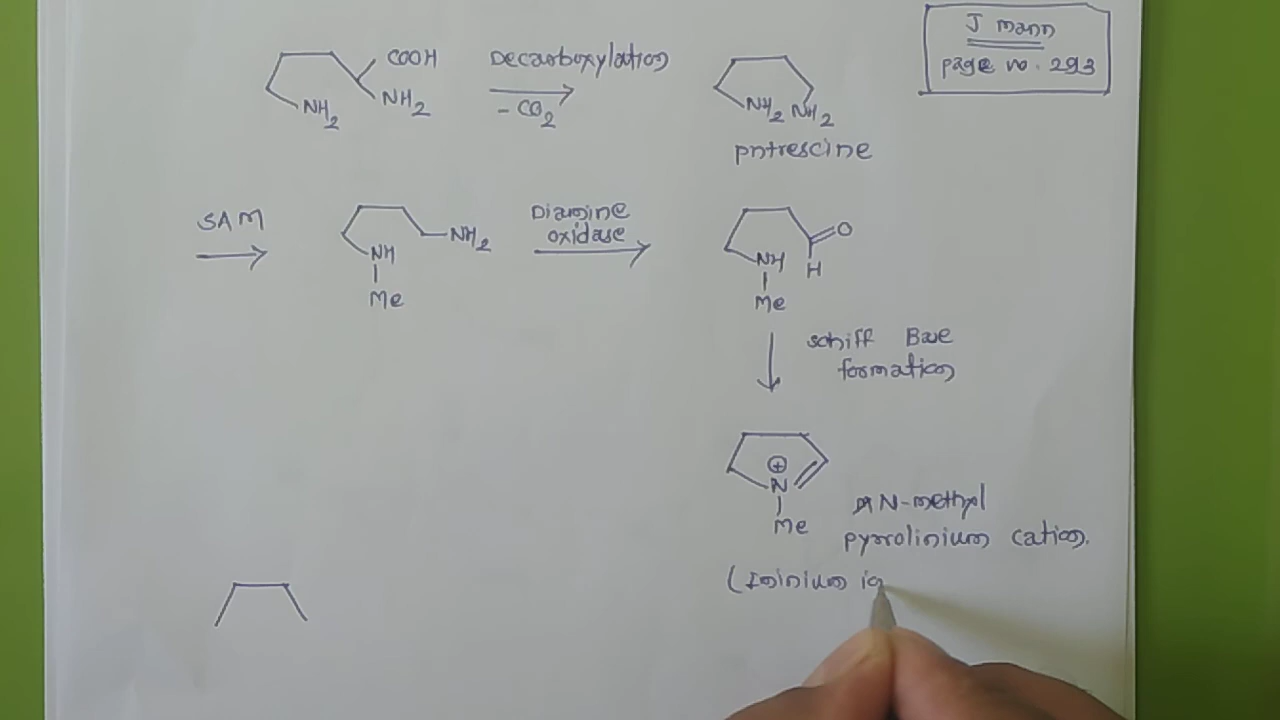 J mann
page no. 293
COOH
NH2
NH2
Decarboxylation
- CO2
NH2 NH2
putrescine
SAM
NH
Me
NH2
Diamine
oxidase
O
H
NH
Me
schiff Base
formation
⊕
N
Me
N-methyl
pyrrolinium cation.
(Iminium io